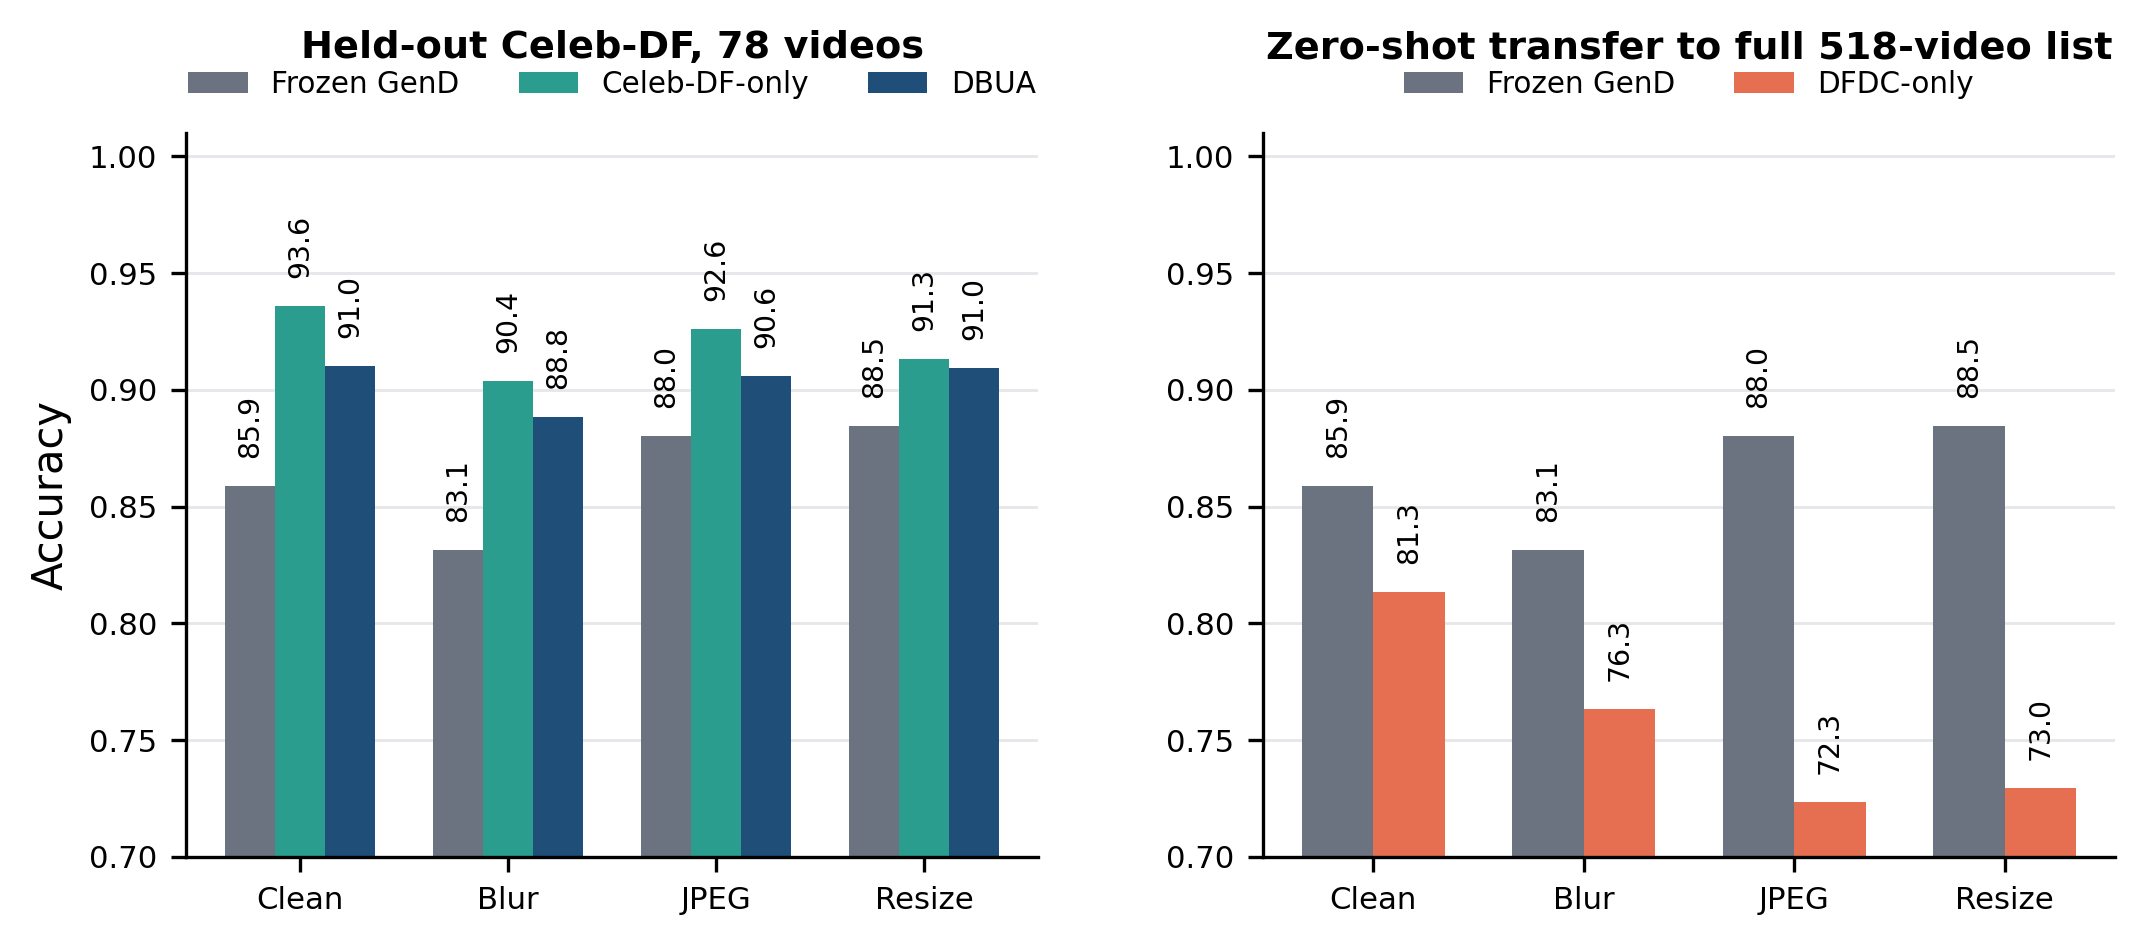 Held-out Celeb-DF, 78 videos
Frozen GenD Celeb-DF-only DBUA
Accuracy
1.00
0.95
0.90
0.85
0.80
0.75
0.70
85.9 93.6 91.0
83.1 90.4 88.8
88.0 92.6 90.6
88.5 91.3 91.0
Clean Blur JPEG Resize
Zero-shot transfer to full 518-video list
Frozen GenD DFDC-only
1.00
0.95
0.90
0.85
0.80
0.75
0.70
85.9 81.3
83.1 76.3
88.0 72.3
88.5 73.0
Clean Blur JPEG Resize